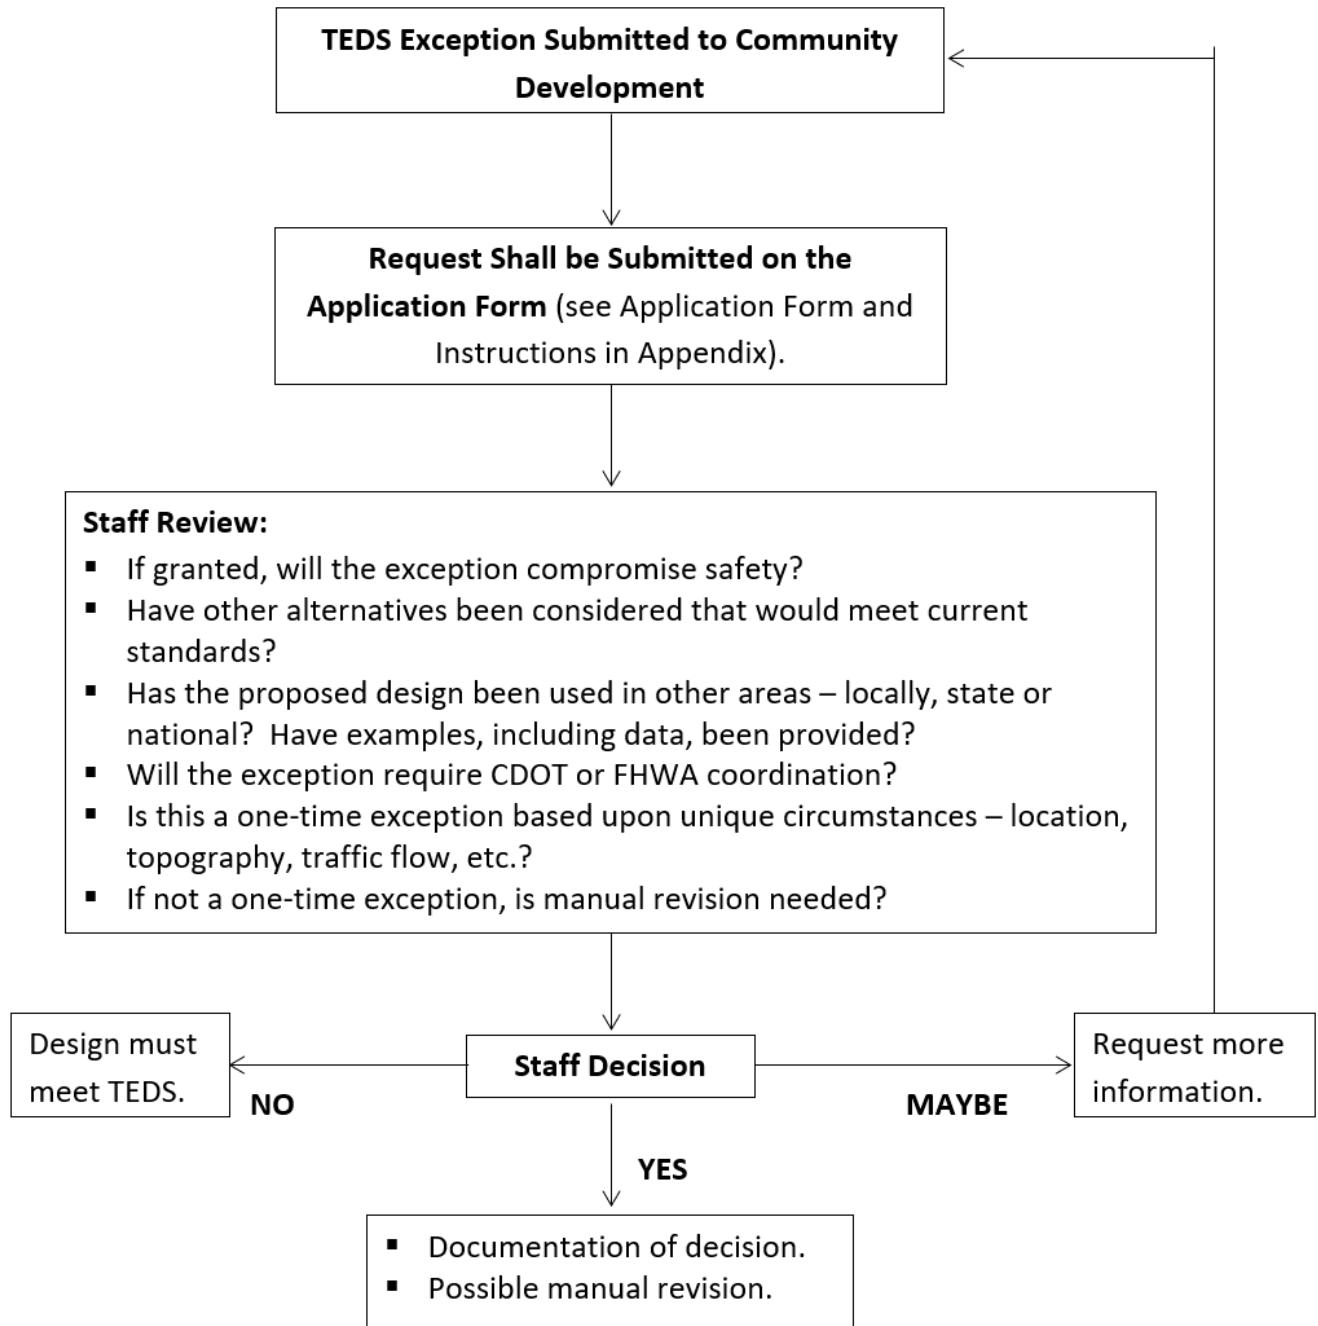 TEDS Exception Submitted to Community
Development
Request Shall be Submitted on the
Application Form (see Application Form and
Instructions in Appendix).
Staff Review:
▪ If granted, will the exception compromise safety?
▪ Have other alternatives been considered that would meet current
standards?
▪ Has the proposed design been used in other areas – locally, state or
national?  Have examples, including data, been provided?
▪ Will the exception require CDOT or FHWA coordination?
▪ Is this a one-time exception based upon unique circumstances – location,
topography, traffic flow, etc.?
▪ If not a one-time exception, is manual revision needed?
Design must
meet TEDS.
NO
Staff Decision
MAYBE
Request more
information.
YES
▪ Documentation of decision.
▪ Possible manual revision.